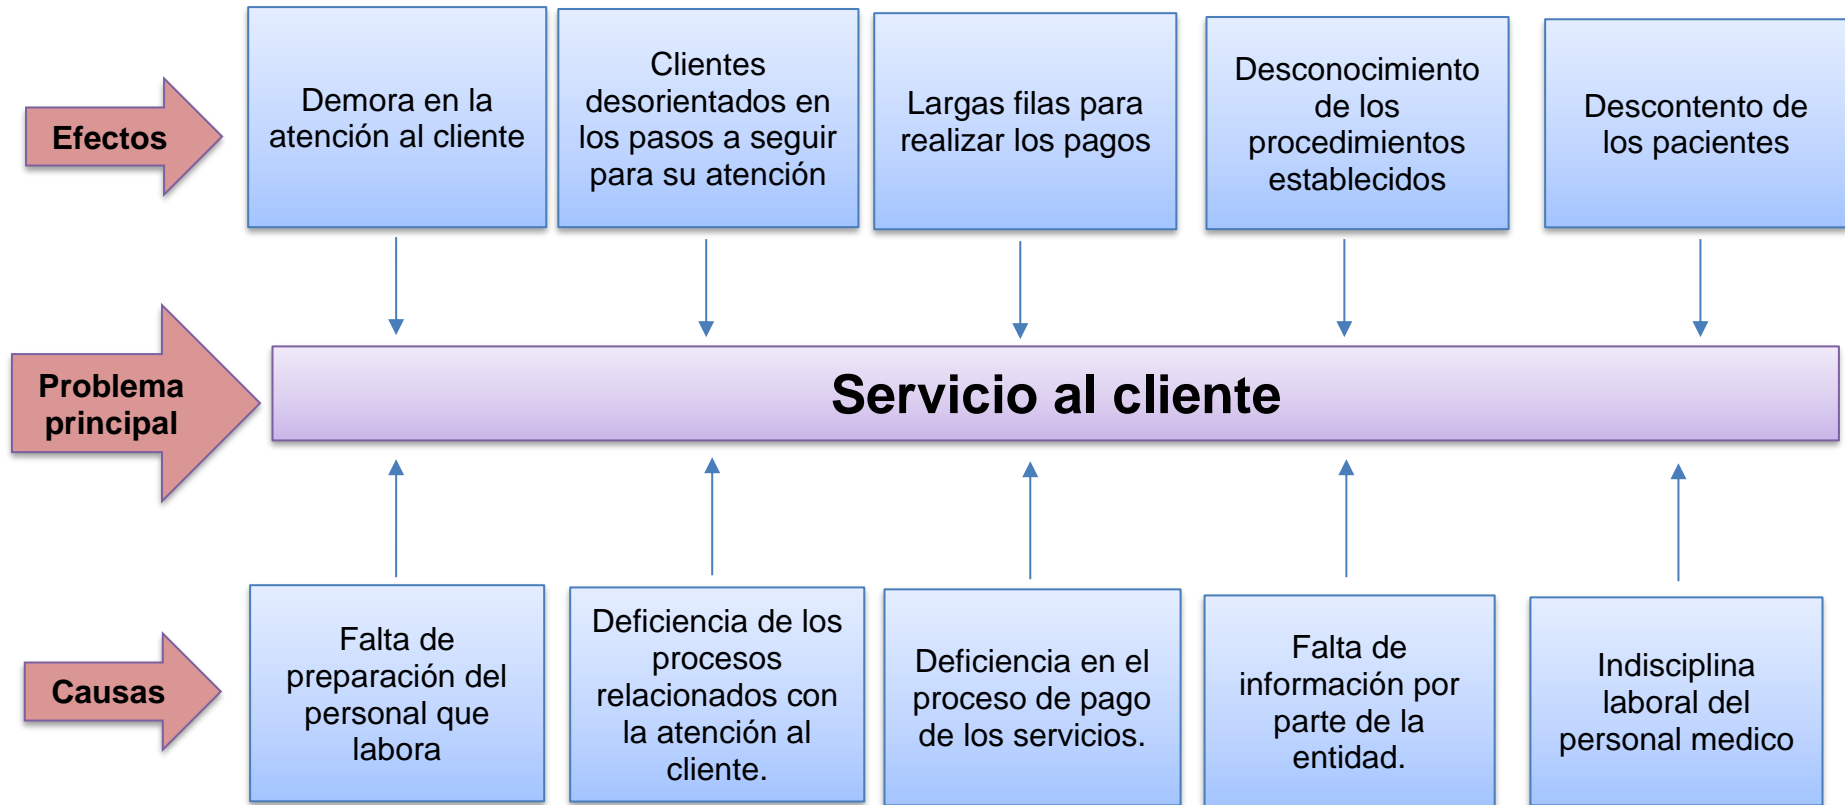 Efectos
Demora en la
atención al cliente
Clientes
desorientados en
los pasos a seguir
para su atención
Largas filas para
realizar los pagos
Desconocimiento
de los
procedimientos
establecidos
Descontento de
los pacientes
Problema
principal
Servicio al cliente
Causas
Falta de
preparación del
personal que
labora
Deficiencia de los
procesos
relacionados con
la atención al
cliente.
Deficiencia en el
proceso de pago
de los servicios.
Falta de
información por
parte de la
entidad.
Indisciplina
laboral del
personal medico